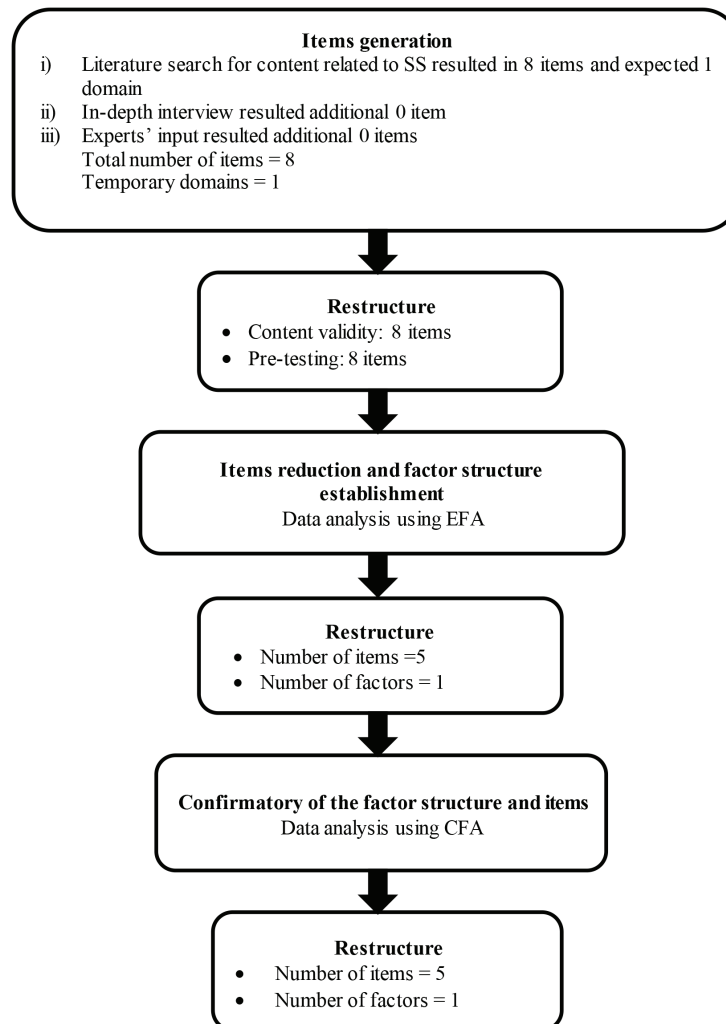 Items generation
i) Literature search for content related to SS resulted in 8 items and expected 1
domain
ii) In-depth interview resulted additional 0 item
iii) Experts' input resulted additional 0 items
Total number of items = 8
Temporary domains = 1
Restructure
• Content validity: 8 items
• Pre-testing: 8 items
Items reduction and factor structure
establishment
Data analysis using EFA
Restructure
• Number of items =5
• Number of factors = 1
Confirmatory of the factor structure and items
Data analysis using CFA
Restructure
• Number of items = 5
• Number of factors = 1